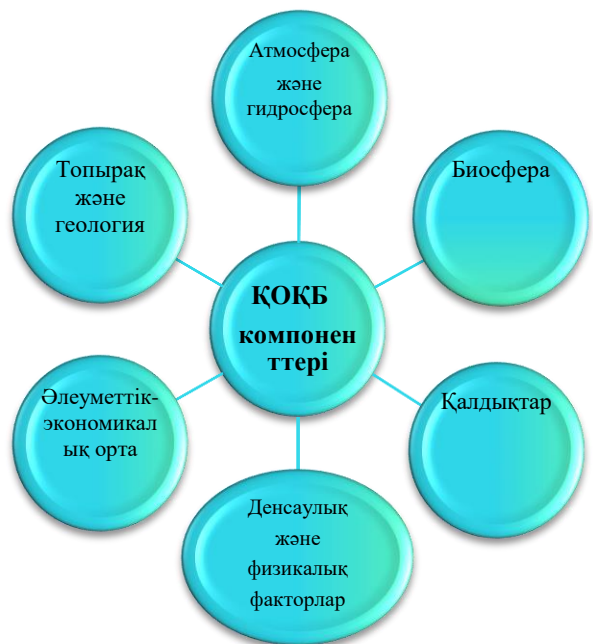 Атмосфера
және
гидросфера
Топырақ
және
геология
Биосфера
ҚОҚБ
компонен
ттері
Әлеуметтік-
экономикал
ық орта
Қалдықтар
Денсаулық
және
физикалық
факторлар